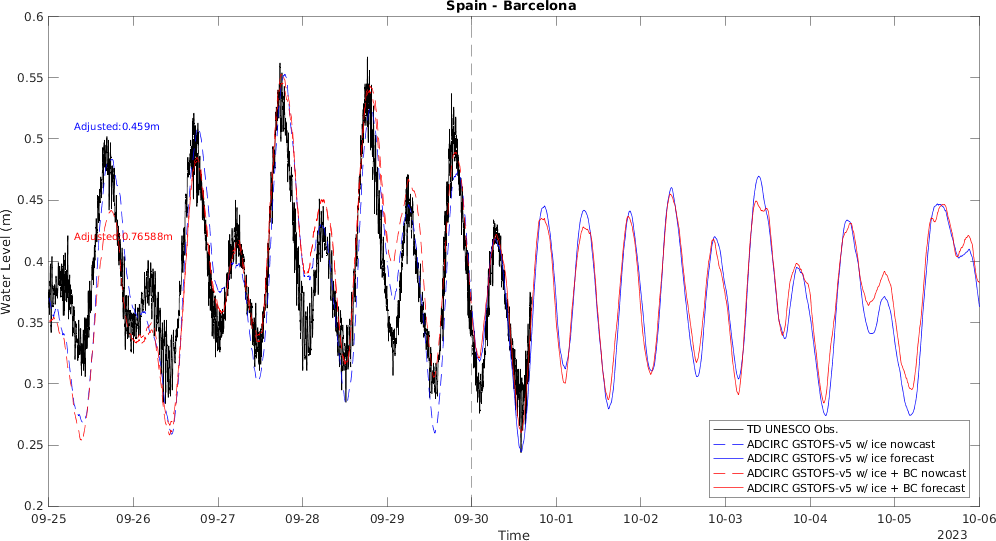 Spain - Barcelona
0.6
0.55
0.5
0.45
0.4
0.35
0.3
0.25
0.2
Water Level (m)
Adjusted:0.459m
Adjusted:0.76588m
TD UNESCO Obs.
ADCIRC GSTOFS-v5 w/ ice nowcast
ADCIRC GSTOFS-v5 w/ ice forecast
ADCIRC GSTOFS-v5 w/ ice + BC nowcast
ADCIRC GSTOFS-v5 w/ ice + BC forecast
09-25 09-26 09-27 09-28 09-29 09-30 10-01 10-02 10-03 10-04 10-05 10-06
Time
2023